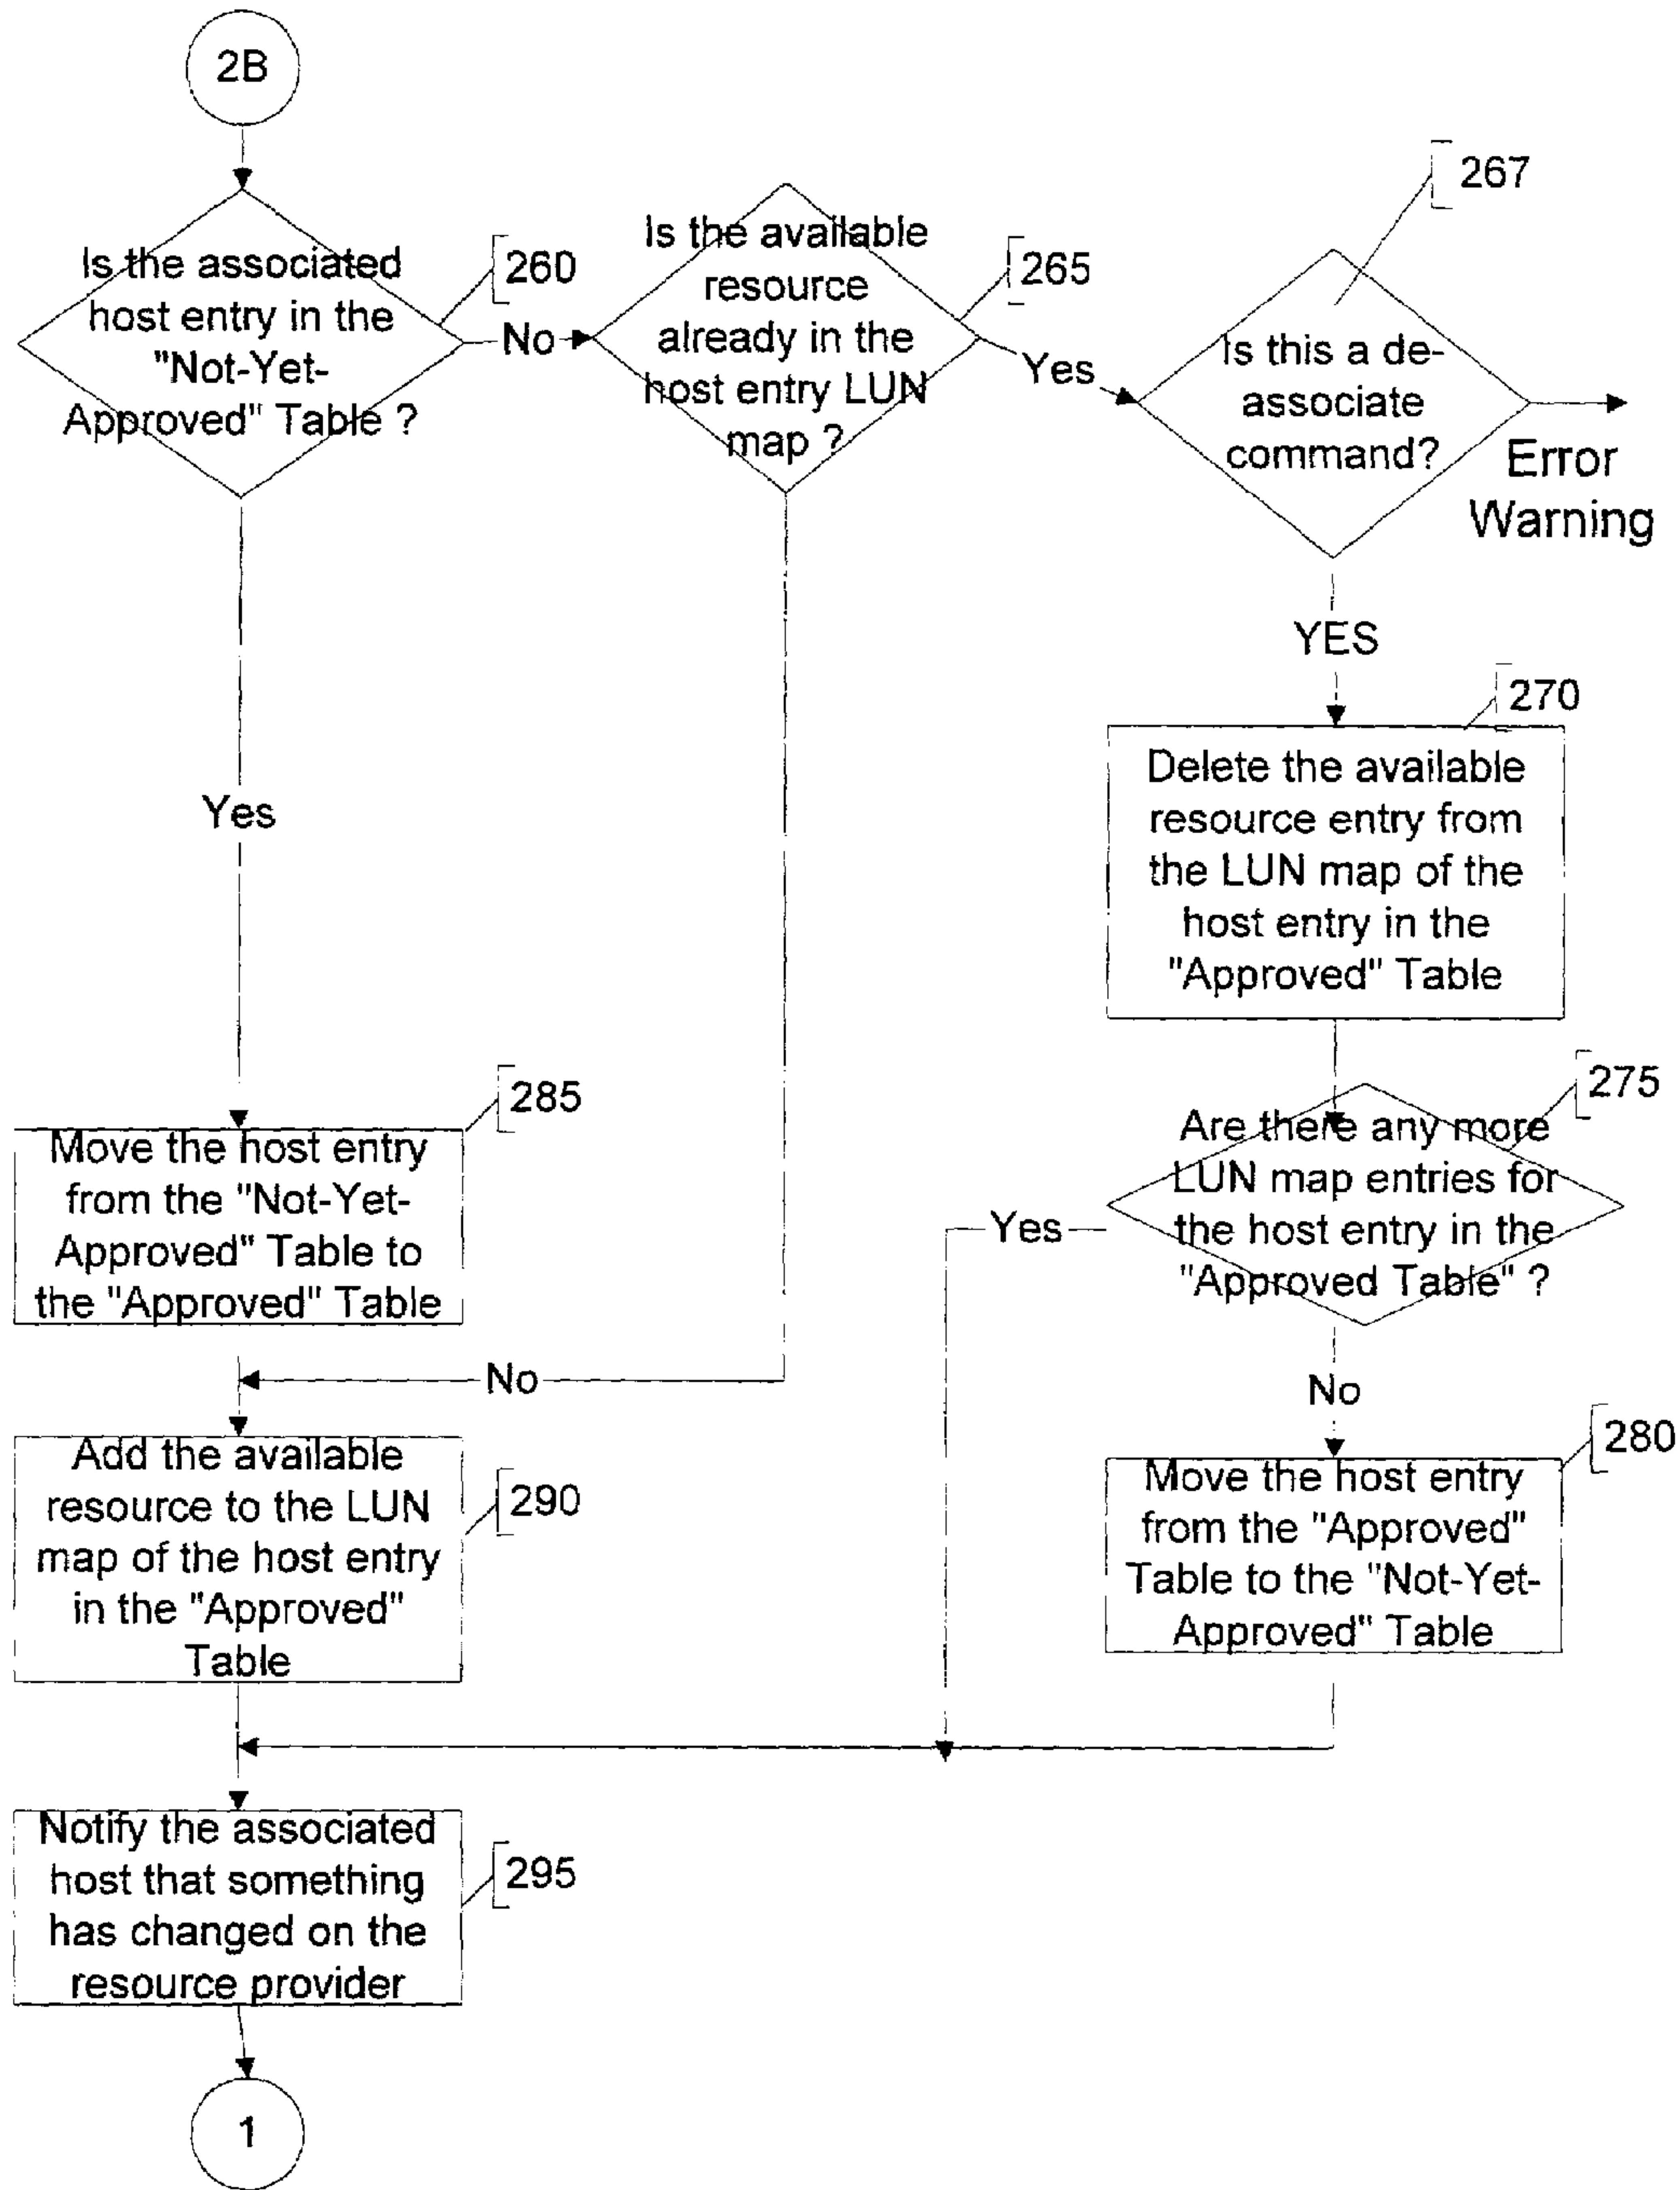 2B
Is the associated
host entry in the
"Not-Yet-
Approved" Table ?
260
No
Is the available
resource
already in the
host entry LUN
map ?
265
Yes
267
Is this a de-
associate
command?
Error
Warning
YES
270
Delete the available
resource entry from
the LUN map of the
host entry in the
"Approved" Table
Yes
285
Move the host entry
from the "Not-Yet-
Approved" Table to
the "Approved" Table
275
Are there any more
LUN map entries for
the host entry in the
"Approved Table" ?
Yes
No
No
290
Add the available
resource to the LUN
map of the host entry
in the "Approved"
Table
280
Move the host entry
from the "Approved"
Table to the "Not-Yet-
Approved" Table
Notify the associated
host that something
has changed on the
resource provider
295
1